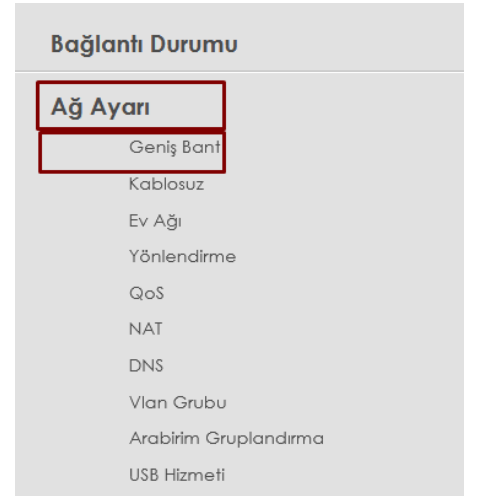 Bağlantı Durumu
Ağ Ayarı
Geniş Bant
Kablosuz
Ev Ağı
Yönlendirme
QoS
NAT
DNS
Vlan Grubu
Arabirim Gruplandırma
USB Hizmeti